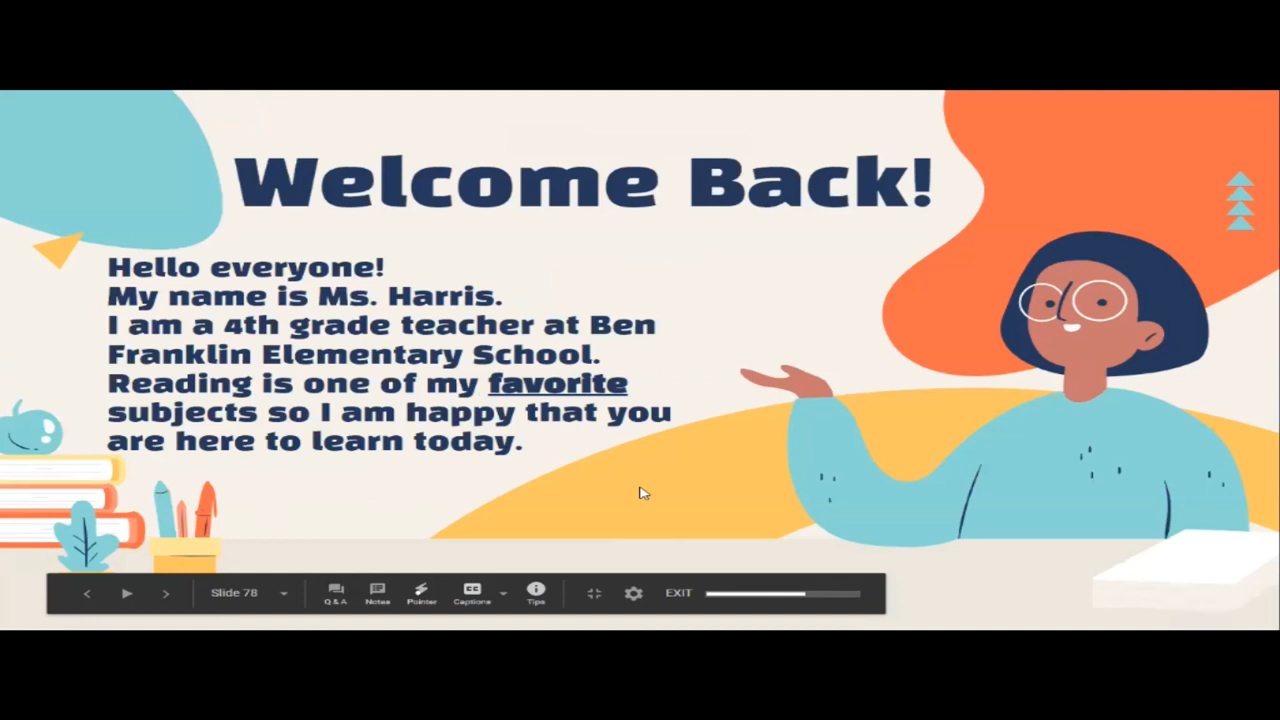 Welcome Back!
Hello everyone!
My name is Ms. Harris.
I am a 4th grade teacher at Ben
Franklin Elementary School.
Reading is one of my favorite
subjects so I am happy that you
are here to learn today.
Slide 78
Q & A
Notes
Pointer
CC
Captions
Tips
EXIT